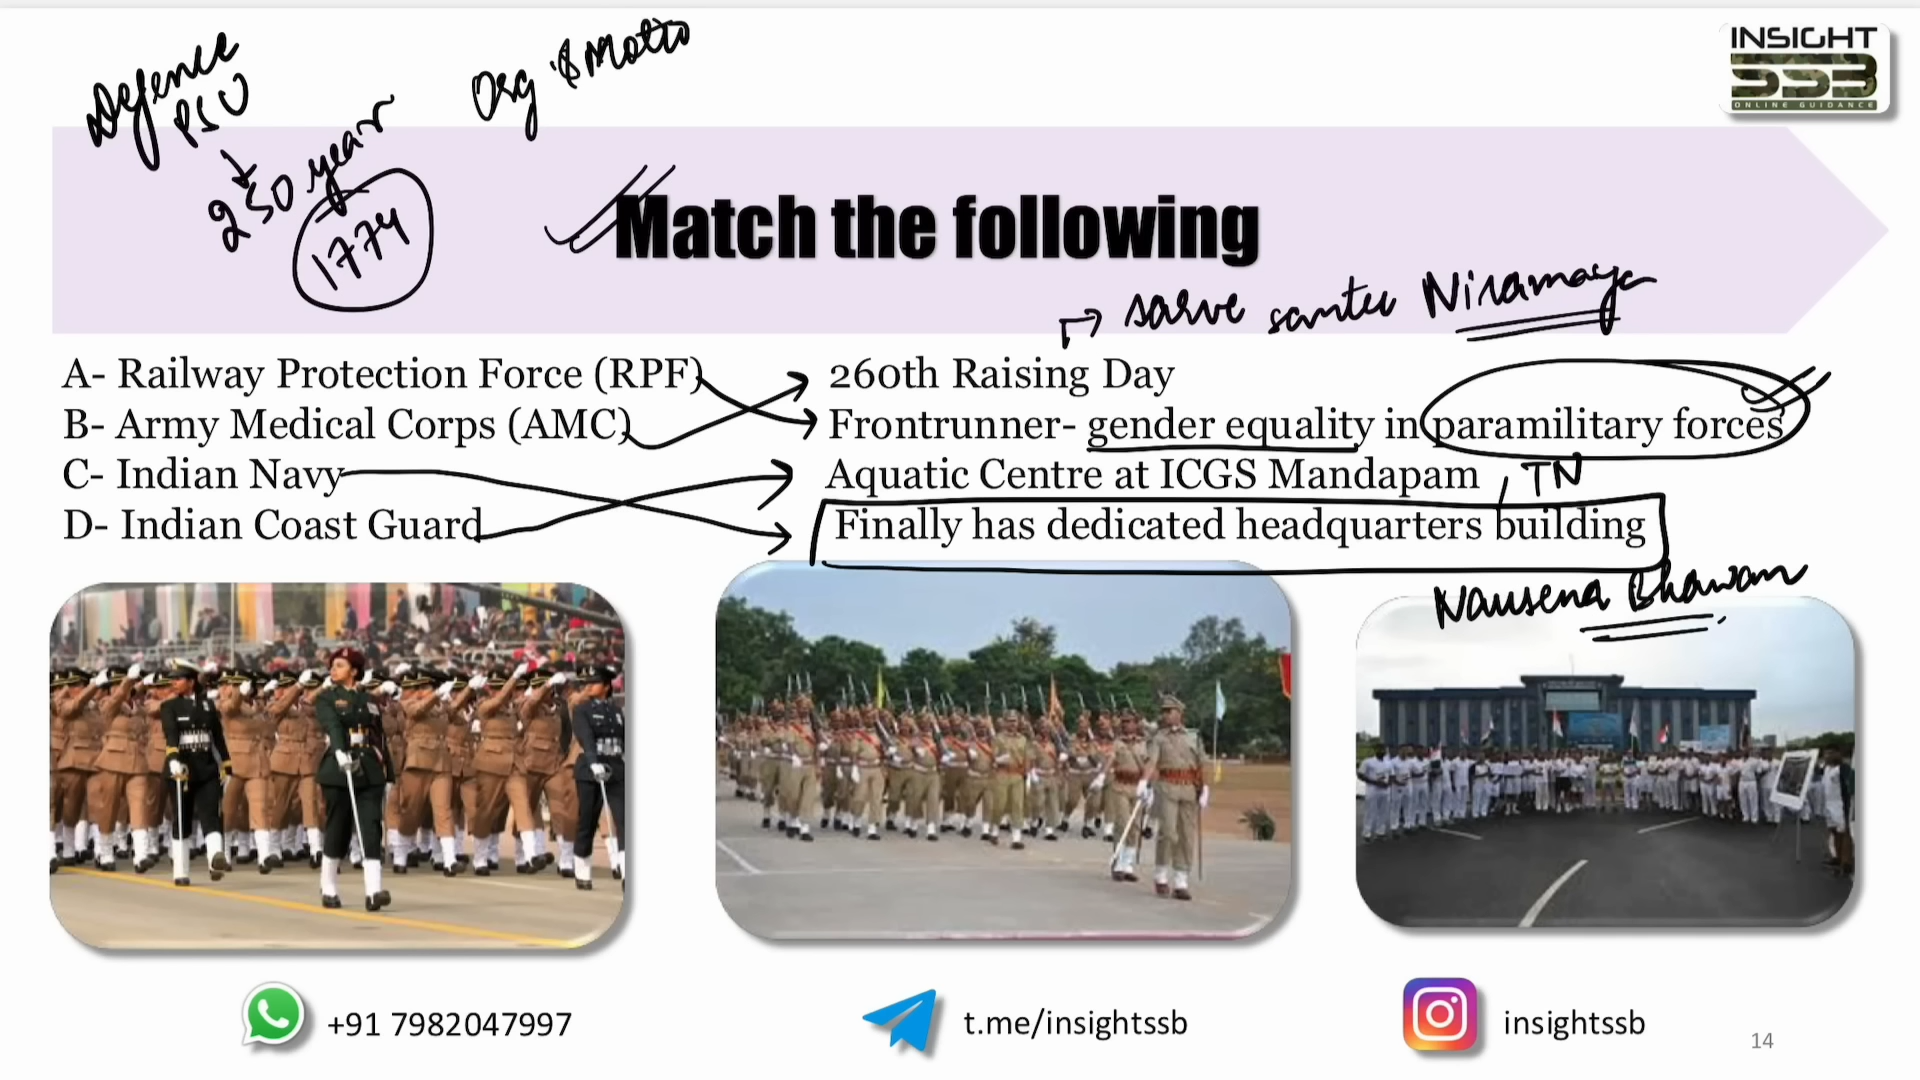 Defence
PSU
250 year
1774
Org & Motto
INSIGHT
SSB
ONLINE GUIDANCE
Match the following
sarve santu Niramaya
A- Railway Protection Force (RPF)
B- Army Medical Corps (AMC)
C- Indian Navy
D- Indian Coast Guard
260th Raising Day
Frontrunner- gender equality in paramilitary forces
Aquatic Centre at ICGS Mandapam , TN
Finally has dedicated headquarters building
Nausena Bhawan
+91 7982047997
t.me/insightssb
insightssb
14